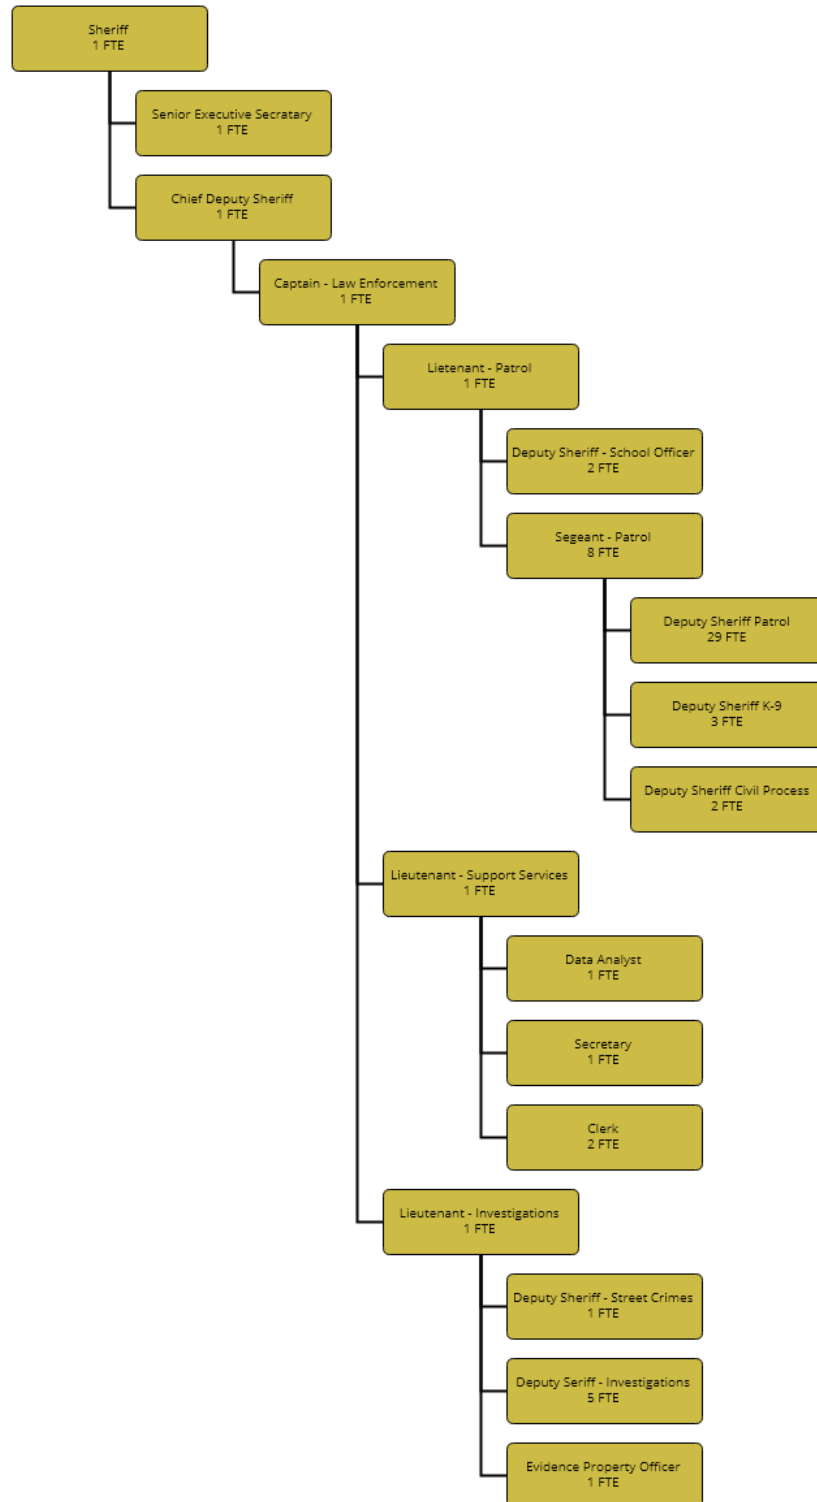 Sheriff
1 FTE
Senior Executive Secratary
1 FTE
Chief Deputy Sheriff
1 FTE
Captain - Law Enforcement
1 FTE
Lietenant - Patrol
1 FTE
Deputy Sheriff - School Officer
2 FTE
Segeant - Patrol
8 FTE
Deputy Sheriff Patrol
29 FTE
Deputy Sheriff K-9
3 FTE
Deputy Sheriff Civil Process
2 FTE
Lieutenant - Support Services
1 FTE
Data Analyst
1 FTE
Secretary
1 FTE
Clerk
2 FTE
Lieutenant - Investigations
1 FTE
Deputy Sheriff - Street Crimes
1 FTE
Deputy Seriff - Investigations
5 FTE
Evidence Property Officer
1 FTE